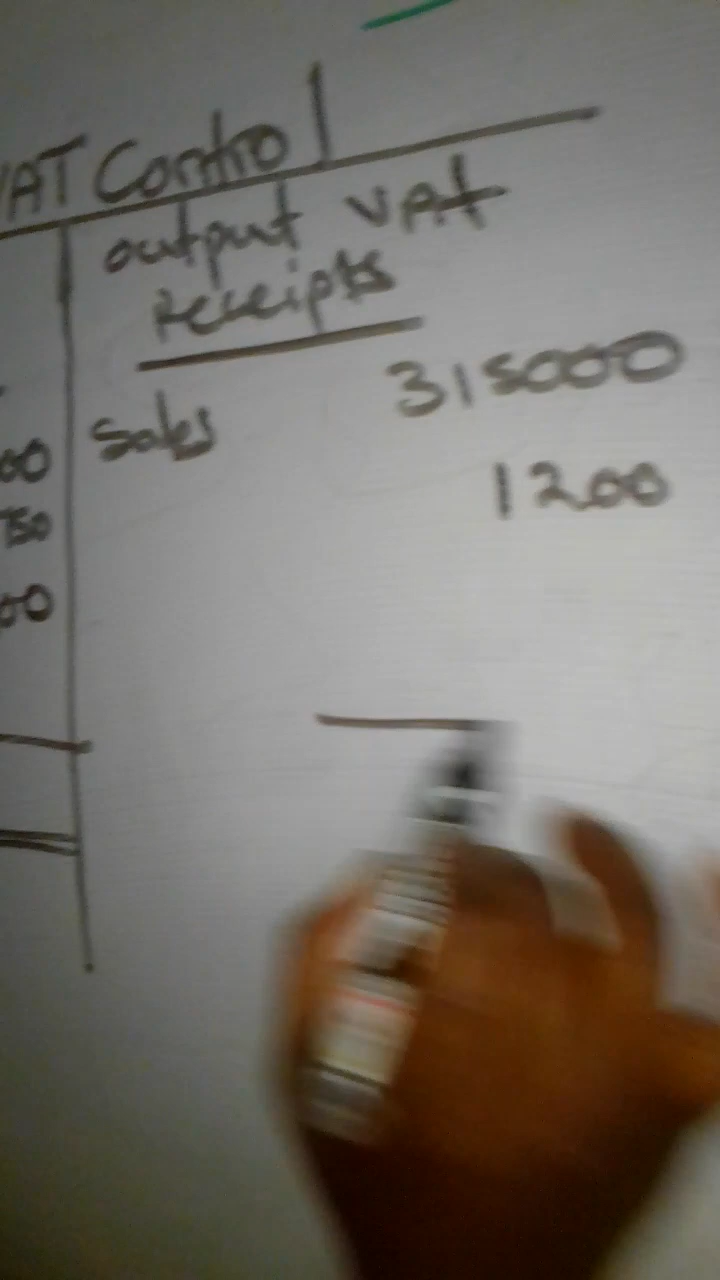 VAT Control
output VAT
receipts
Sales 315000
00
1200
750
00